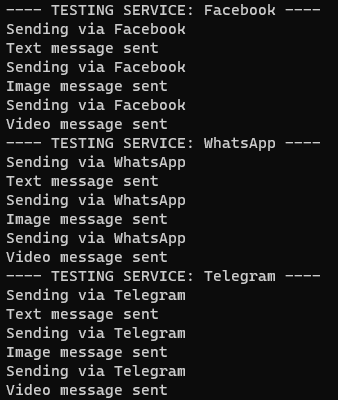 ---- TESTING SERVICE: Facebook ----
Sending via Facebook
Text message sent
Sending via Facebook
Image message sent
Sending via Facebook
Video message sent
---- TESTING SERVICE: WhatsApp ----
Sending via WhatsApp
Text message sent
Sending via WhatsApp
Image message sent
Sending via WhatsApp
Video message sent
---- TESTING SERVICE: Telegram ----
Sending via Telegram
Text message sent
Sending via Telegram
Image message sent
Sending via Telegram
Video message sent